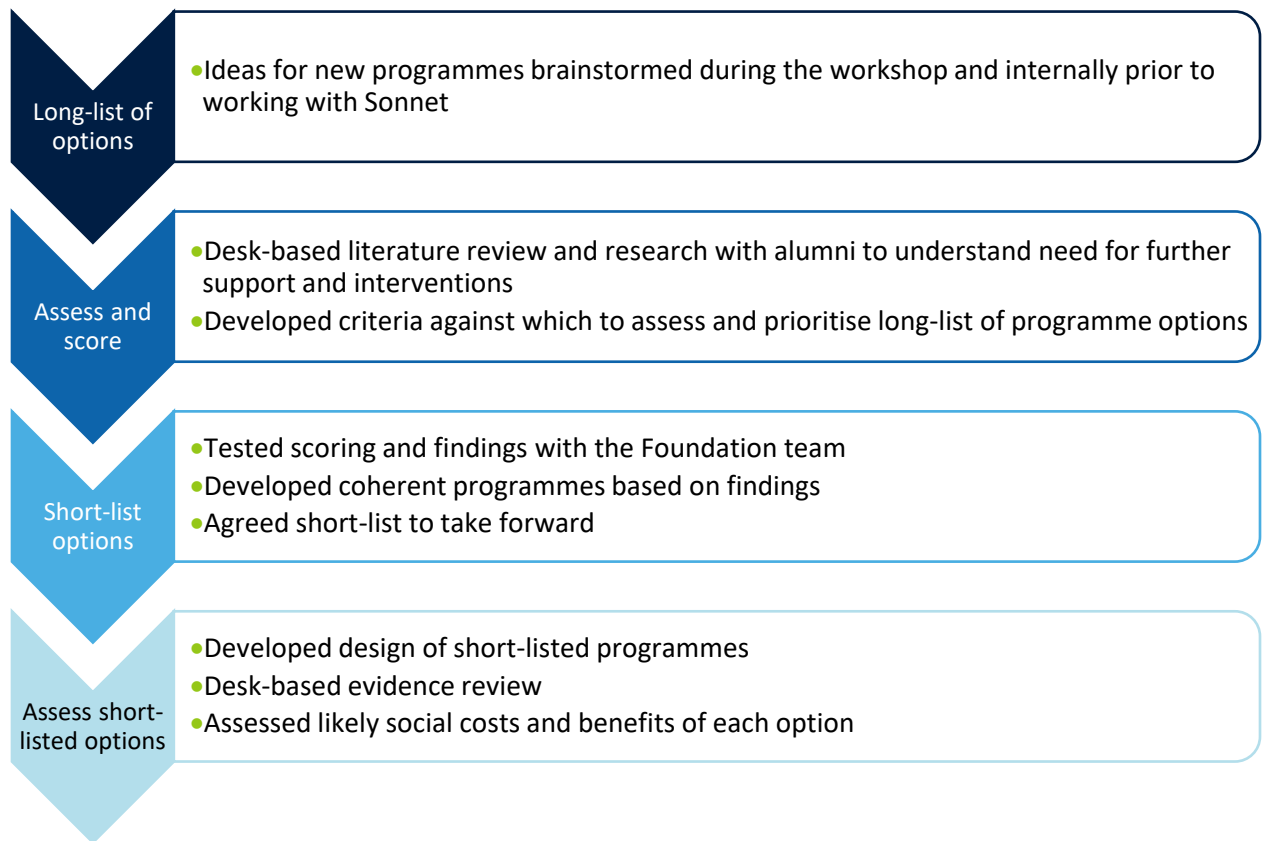 Long-list of
options
•Ideas for new programmes brainstormed during the workshop and internally prior to
working with Sonnet
Assess and
score
•Desk-based literature review and research with alumni to understand need for further
support and interventions
•Developed criteria against which to assess and prioritise long-list of programme options
Short-list
options
•Tested scoring and findings with the Foundation team
•Developed coherent programmes based on findings
•Agreed short-list to take forward
Assess short-
listed options
•Developed design of short-listed programmes
•Desk-based evidence review
•Assessed likely social costs and benefits of each option